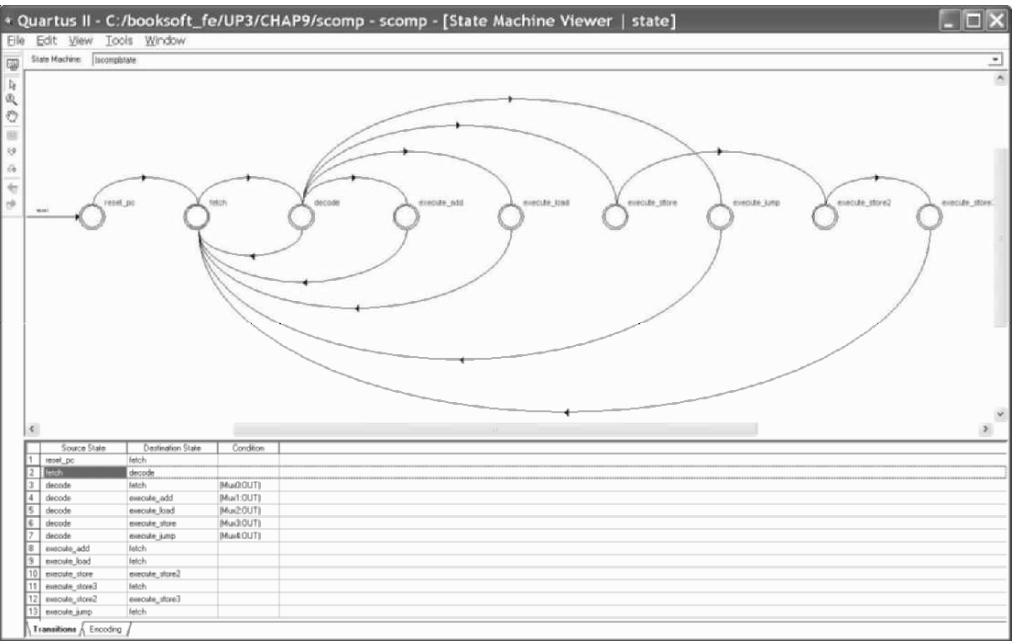 Quartus II - C:/booksoft_fe/UP3/CHAP9/scomp - scomp - [State Machine Viewer | state]
File Edit View Tools Window
State Machine: |scomp|state
reset_pc fetch decode execute_add execute_load execute_store execute_jump execute_store2 execute_store3
reset
Source State Destination State Condition
1 reset_pc fetch
2 fetch decode
3 decode fetch (Mux0:OUT)
4 decode execute_add (Mux1:OUT)
5 decode execute_load (Mux2:OUT)
6 decode execute_store (Mux3:OUT)
7 decode execute_jump (Mux4:OUT)
8 execute_add fetch
9 execute_load fetch
10 execute_store execute_store2
11 execute_store3 fetch
12 execute_store2 execute_store3
13 execute_jump fetch
Transitions Encoding